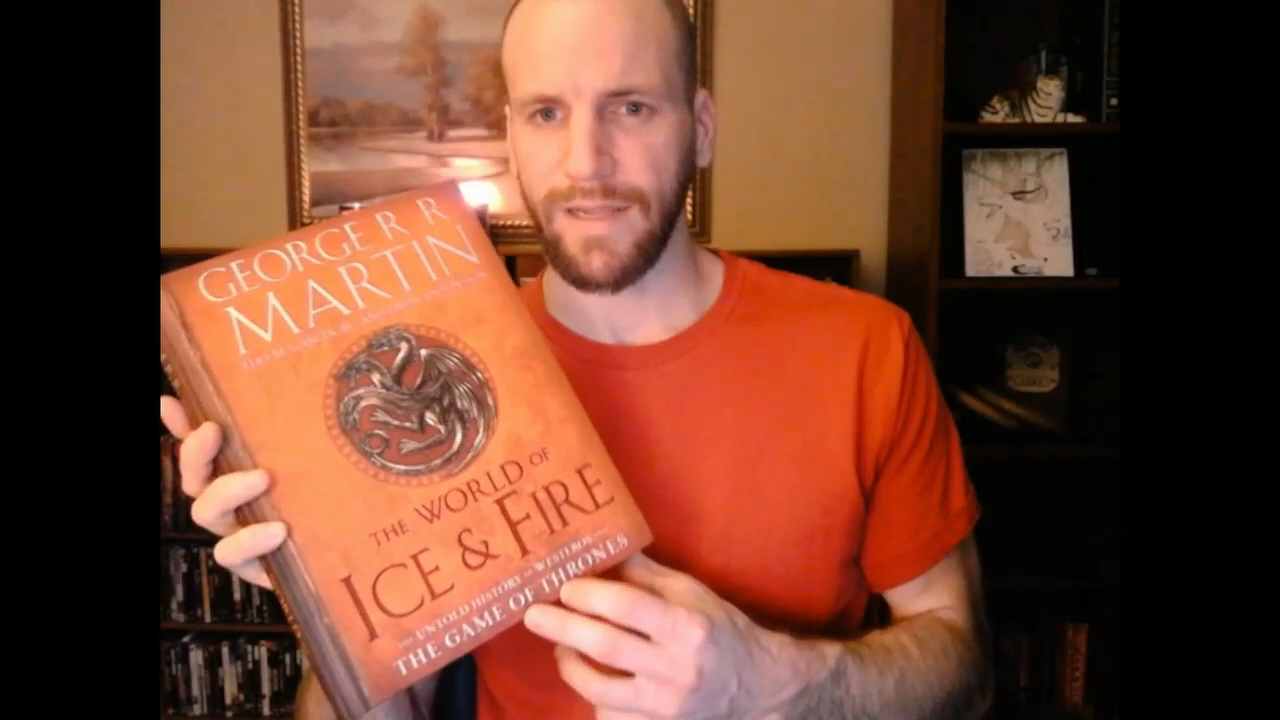 GEORGE R R
MARTIN
THE WORLD OF
ICE & FIRE
THE UNTOLD HISTORY OF WESTEROS AND
THE GAME OF THRONES